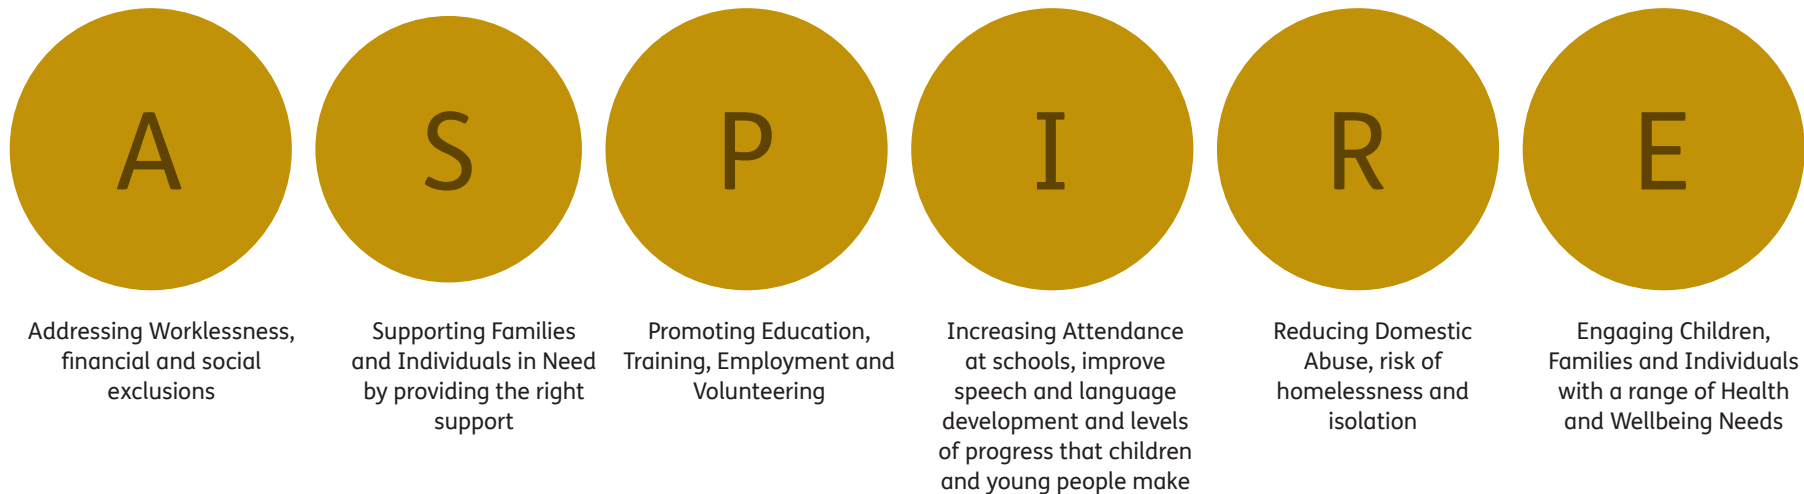 A
Addressing Worklessness,
financial and social
exclusions
S
Supporting Families
and Individuals in Need
by providing the right
support
P
Promoting Education,
Training, Employment and
Volunteering
I
Increasing Attendance
at schools, improve
speech and language
development and levels
of progress that children
and young people make
R
Reducing Domestic
Abuse, risk of
homelessness and
isolation
E
Engaging Children,
Families and Individuals
with a range of Health
and Wellbeing Needs